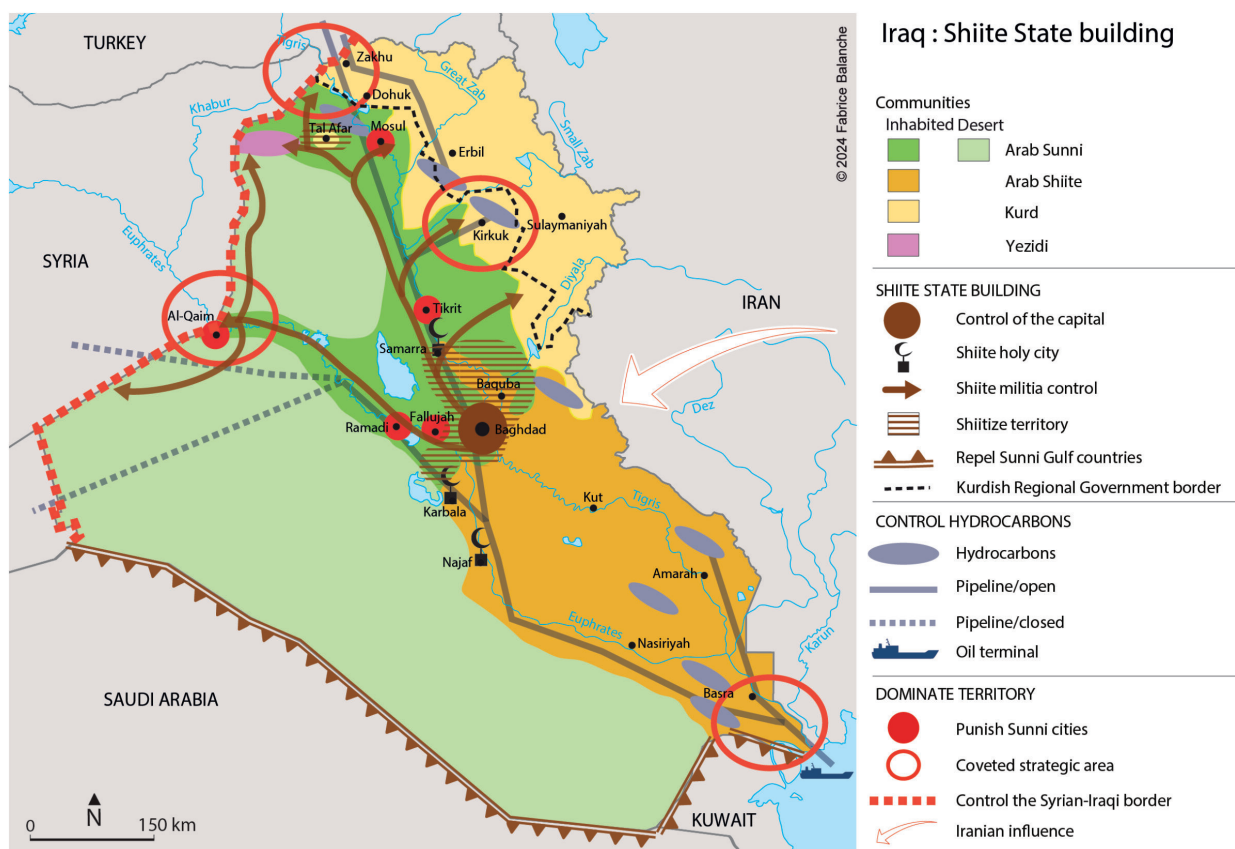 Iraq : Shiite State building
Communities
Inhabited Desert
Arab Sunni
Arab Shiite
Kurd
Yezidi
SHIITE STATE BUILDING
Control of the capital
Shiite holy city
Shiite militia control
Shiitize territory
Repel Sunni Gulf countries
Kurdish Regional Government border
CONTROL HYDROCARBONS
Hydrocarbons
Pipeline/open
Pipeline/closed
Oil terminal
DOMINATE TERRITORY
Punish Sunni cities
Coveted strategic area
Control the Syrian-Iraqi border
Iranian influence
© 2024 Fabrice Balanche
TURKEY
Tigris
Zakhu
Great Zab
Dohuk
Khabur
Tal Afar
Mosul
Small Zab
Erbil
Kirkuk
Sulaymaniyah
Euphrates
SYRIA
Diyala
IRAN
Al-Qaim
Tikrit
Samarra
Baquba
Dez
Ramadi
Fallujah
Baghdad
Karbala
Kut
Tigris
Najaf
Amarah
Euphrates
Nasiriyah
Karun
Basra
SAUDI ARABIA
KUWAIT
N
0 150 km